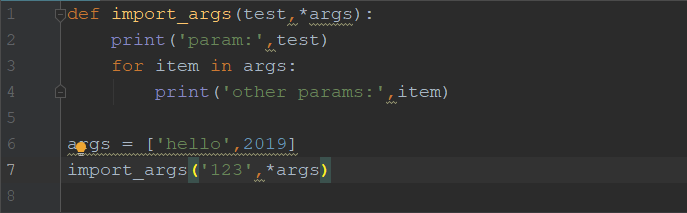 1 def import_args(test,*args):
2     print('param:',test)
3     for item in args:
4         print('other params:',item)
5
6 args = ['hello',2019]
7 import_args('123',*args)
8